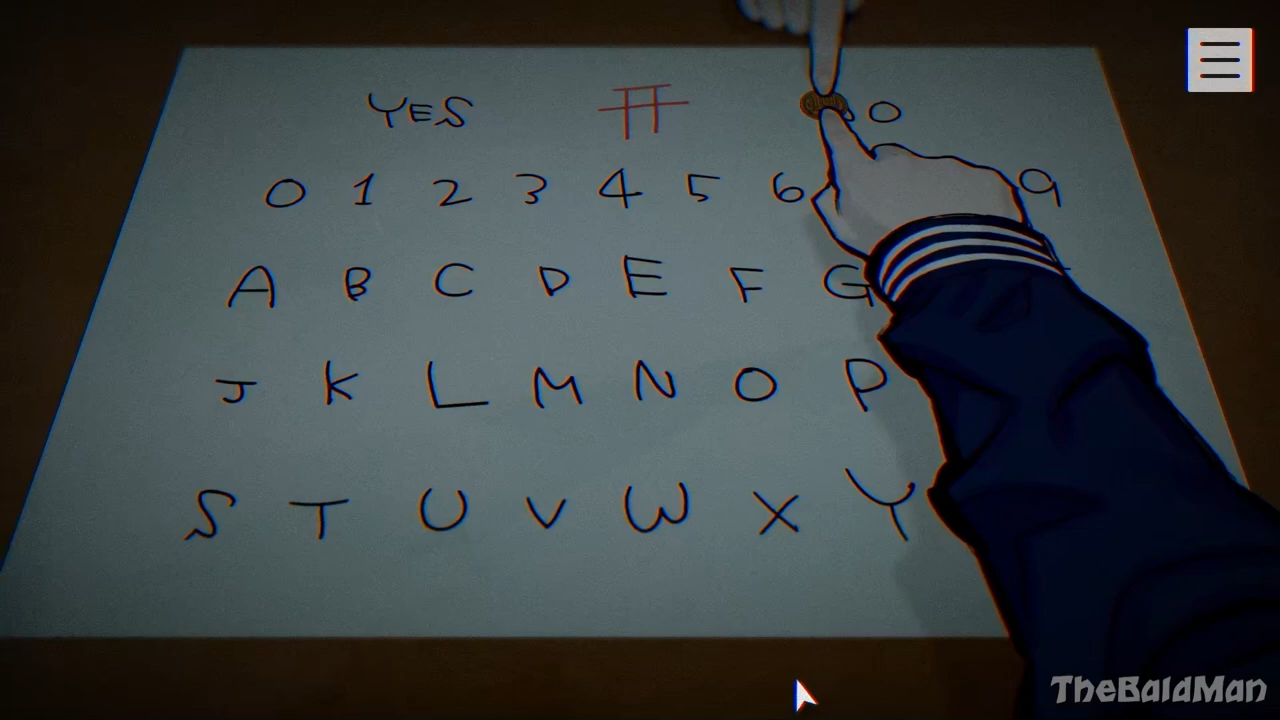 YES O
0 1 2 3 4 5 6 9
A B C D E F G
J K L M N O P
S T U V W X Y
TheBaldMan